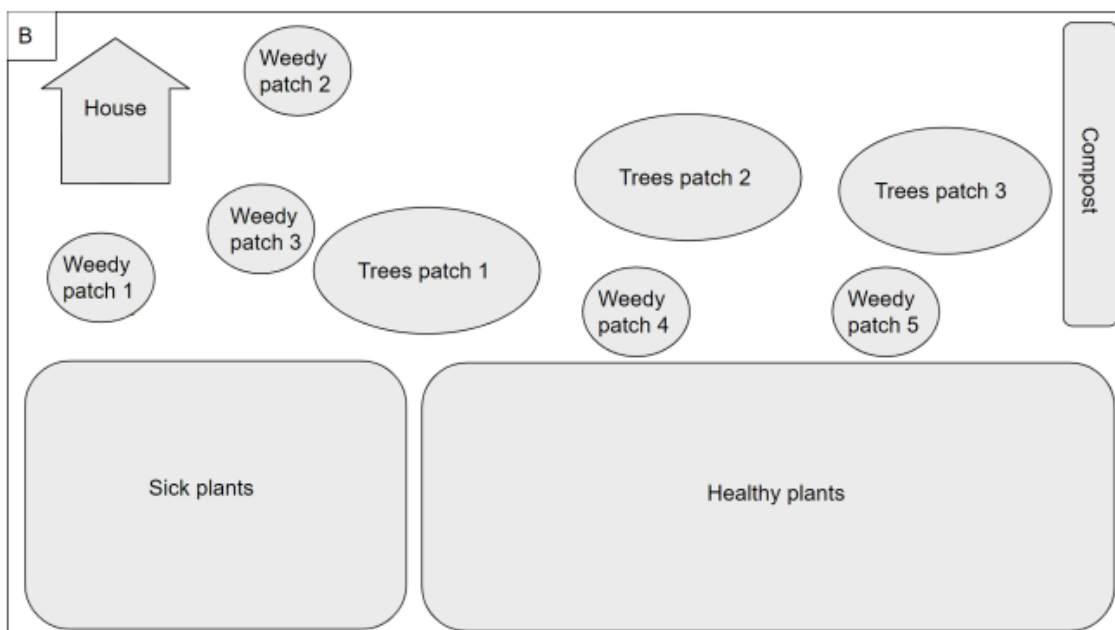 B
House
Weedy
patch 2
Weedy
patch 3
Weedy
patch 1
Trees patch 1
Trees patch 2
Trees patch 3
Compost
Weedy
patch 4
Weedy
patch 5
Sick plants
Healthy plants